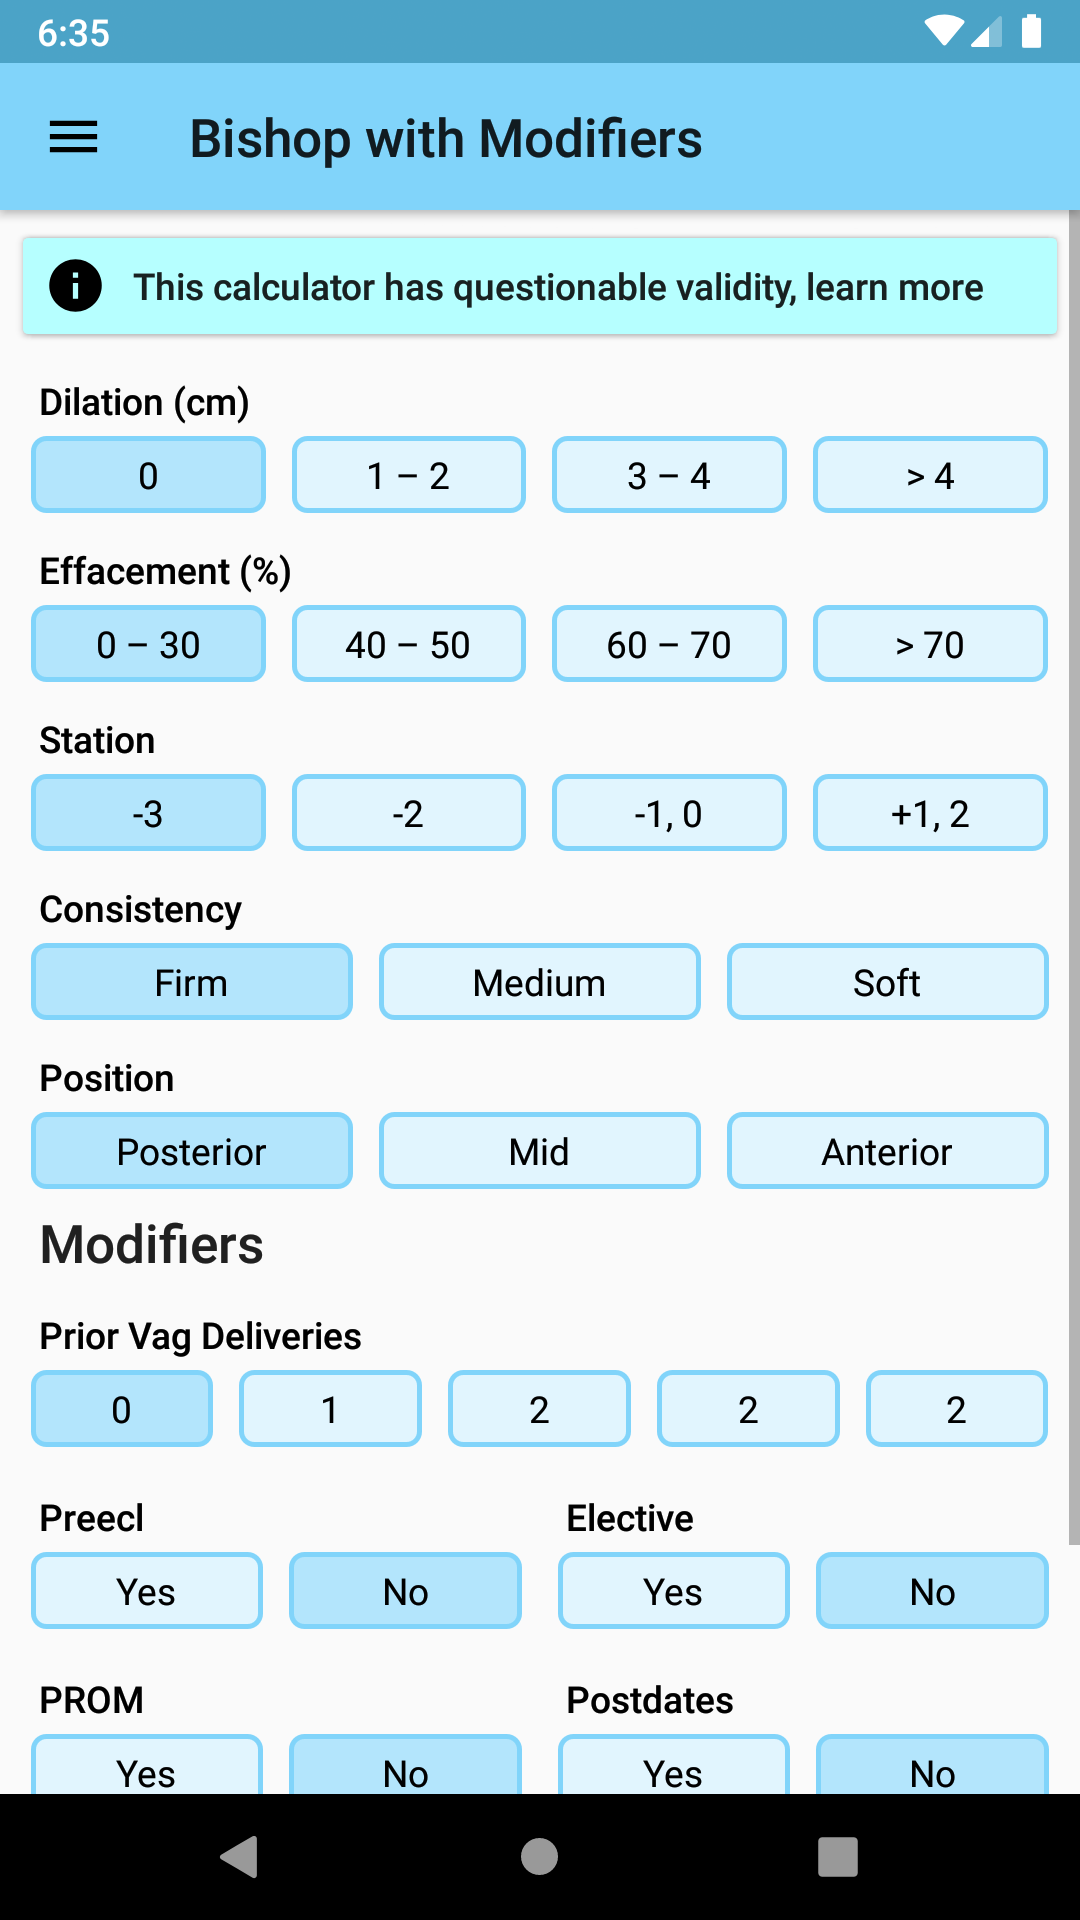 6:35
Bishop with Modifiers
This calculator has questionable validity, learn more
Dilation (cm)
0 1 – 2 3 – 4 > 4
Effacement (%)
0 – 30 40 – 50 60 – 70 > 70
Station
-3 -2 -1, 0 +1, 2
Consistency
Firm Medium Soft
Position
Posterior Mid Anterior
Modifiers
Prior Vag Deliveries
0 1 2 2 2
Preecl Elective
Yes No Yes No
PROM Postdates
Yes No Yes No